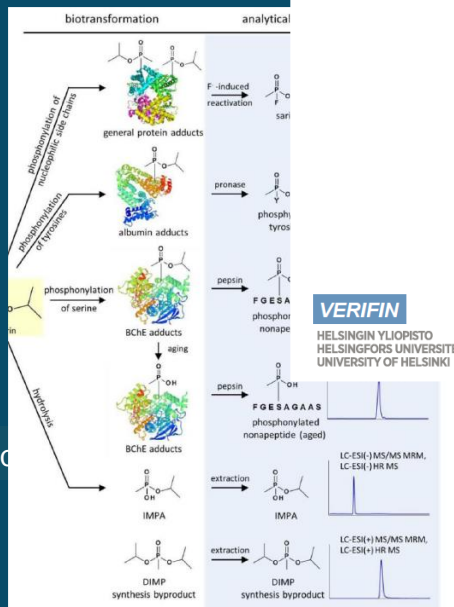 biotransformation
analytical
phosphonylation of
nucleophilic side chains
general protein adducts
F⁻-induced
reactivation
phosphonylation
of tyrosines
albumin adducts
pronase
phosphonylation
of serine
BChE adducts
pepsin
FGESA
aging
VERIFIN
HELSINGIN YLIOPISTO
HELSINGFORS UNIVERSITE
UNIVERSITY OF HELSINKI
BChE adducts
pepsin
FGESAGAAS
phosphonylated
nonapeptide (aged)
hydrolysis
IMPA
extraction
IMPA
LC-ESI(-) MS/MS MRM,
LC-ESI(-) HR MS
DIMP
synthesis byproduct
extraction
DIMP
synthesis byproduct
LC-ESI(+) MS/MS MRM,
LC-ESI(+) HR MS